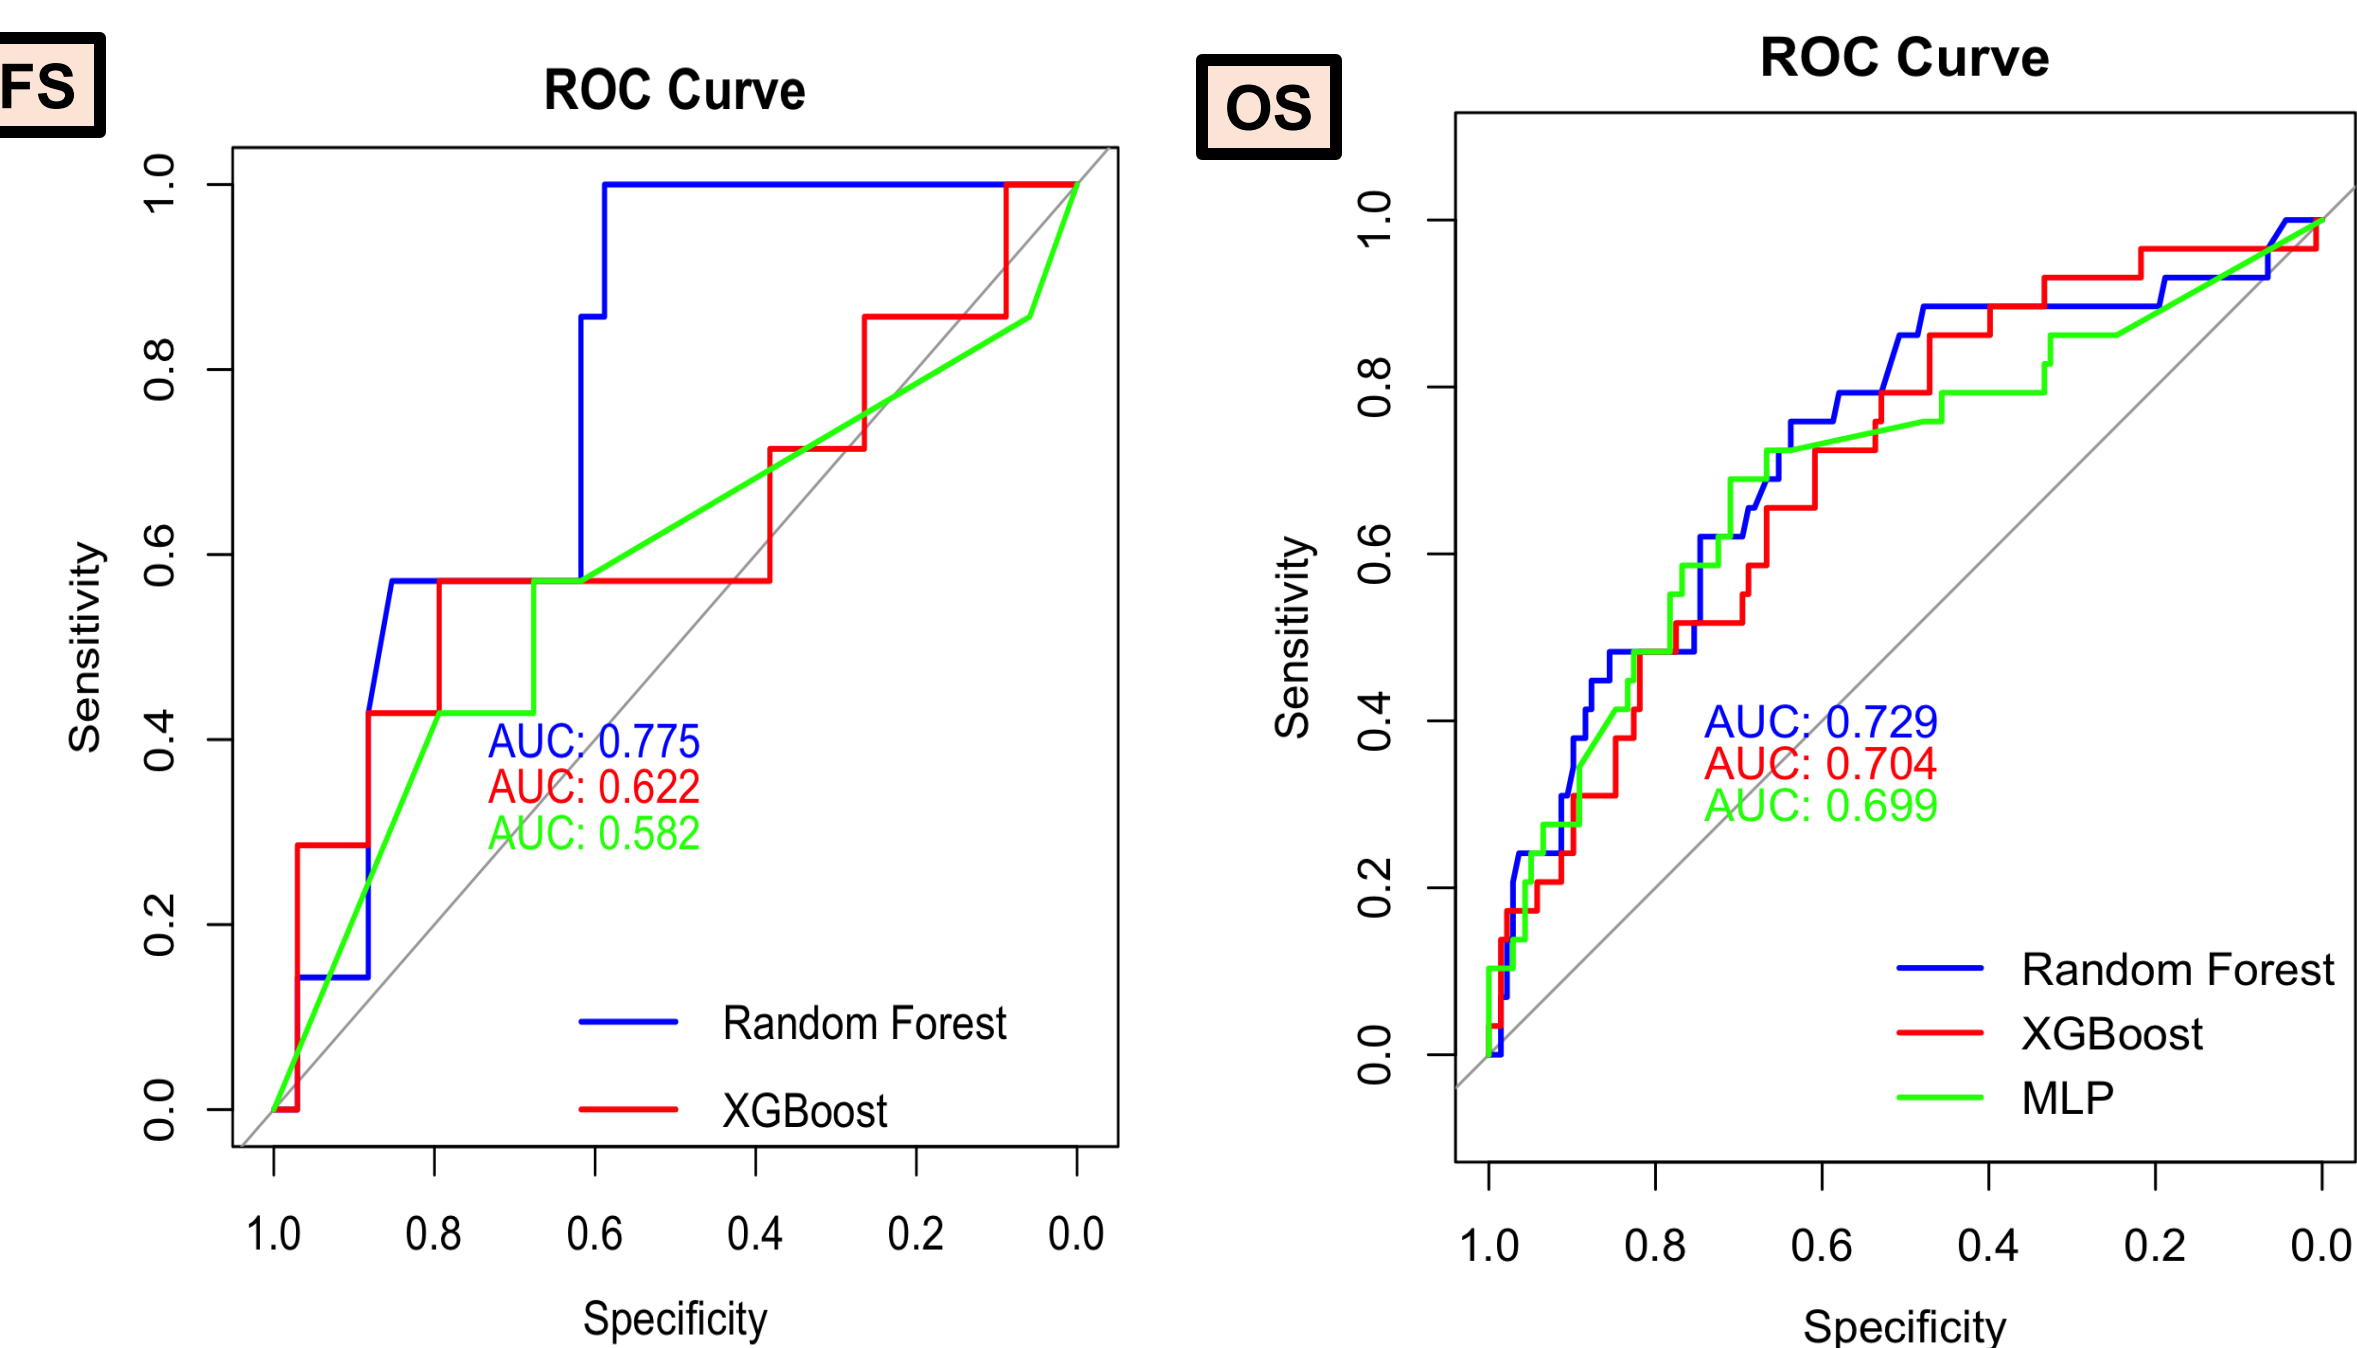 FS
ROC Curve
1.0
0.8
0.6
0.4
0.2
0.0
Sensitivity
AUC: 0.775
AUC: 0.622
AUC: 0.582
Random Forest
XGBoost
1.0 0.8 0.6 0.4 0.2 0.0
Specificity
OS
ROC Curve
1.0
0.8
0.6
0.4
0.2
0.0
Sensitivity
AUC: 0.729
AUC: 0.704
AUC: 0.699
Random Forest
XGBoost
MLP
1.0 0.8 0.6 0.4 0.2 0.0
Specificity